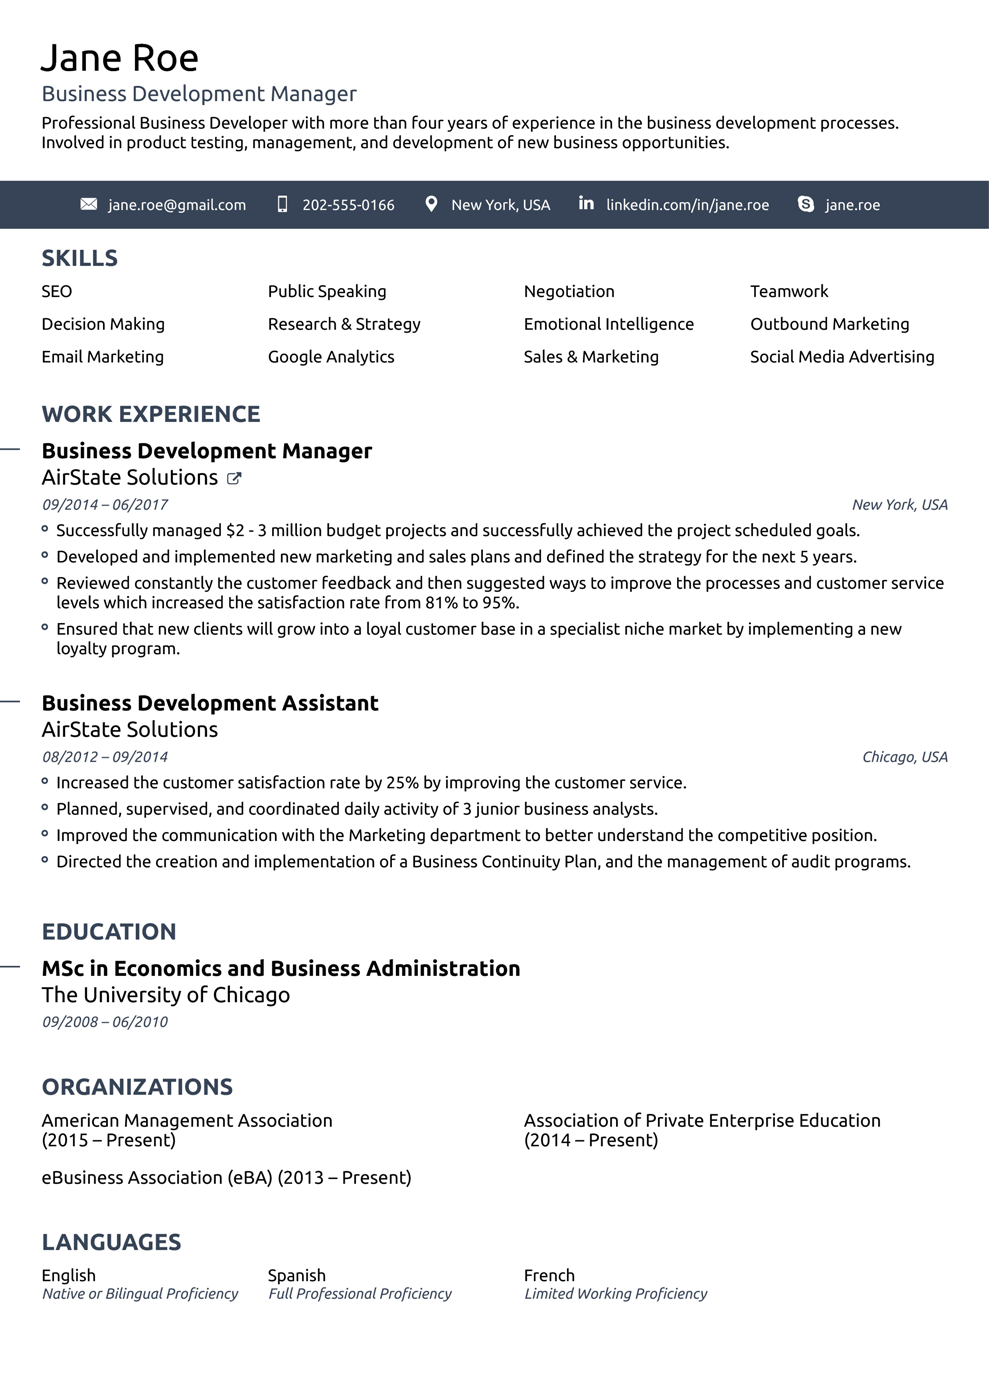 Jane Roe
Business Development Manager
Professional Business Developer with more than four years of experience in the business development processes.
Involved in product testing, management, and development of new business opportunities.
jane.roe@gmail.com 202-555-0166 New York, USA linkedin.com/in/jane.roe jane.roe
SKILLS
SEO Public Speaking Negotiation Teamwork
Decision Making Research & Strategy Emotional Intelligence Outbound Marketing
Email Marketing Google Analytics Sales & Marketing Social Media Advertising
WORK EXPERIENCE
Business Development Manager
AirState Solutions
09/2014 – 06/2017 New York, USA
Successfully managed $2 - 3 million budget projects and successfully achieved the project scheduled goals.
Developed and implemented new marketing and sales plans and defined the strategy for the next 5 years.
Reviewed constantly the customer feedback and then suggested ways to improve the processes and customer service
levels which increased the satisfaction rate from 81% to 95%.
Ensured that new clients will grow into a loyal customer base in a specialist niche market by implementing a new
loyalty program.
Business Development Assistant
AirState Solutions
08/2012 – 09/2014 Chicago, USA
Increased the customer satisfaction rate by 25% by improving the customer service.
Planned, supervised, and coordinated daily activity of 3 junior business analysts.
Improved the communication with the Marketing department to better understand the competitive position.
Directed the creation and implementation of a Business Continuity Plan, and the management of audit programs.
EDUCATION
MSc in Economics and Business Administration
The University of Chicago
09/2008 – 06/2010
ORGANIZATIONS
American Management Association
(2015 – Present)
Association of Private Enterprise Education
(2014 – Present)
eBusiness Association (eBA) (2013 – Present)
LANGUAGES
English Spanish French
Native or Bilingual Proficiency Full Professional Proficiency Limited Working Proficiency